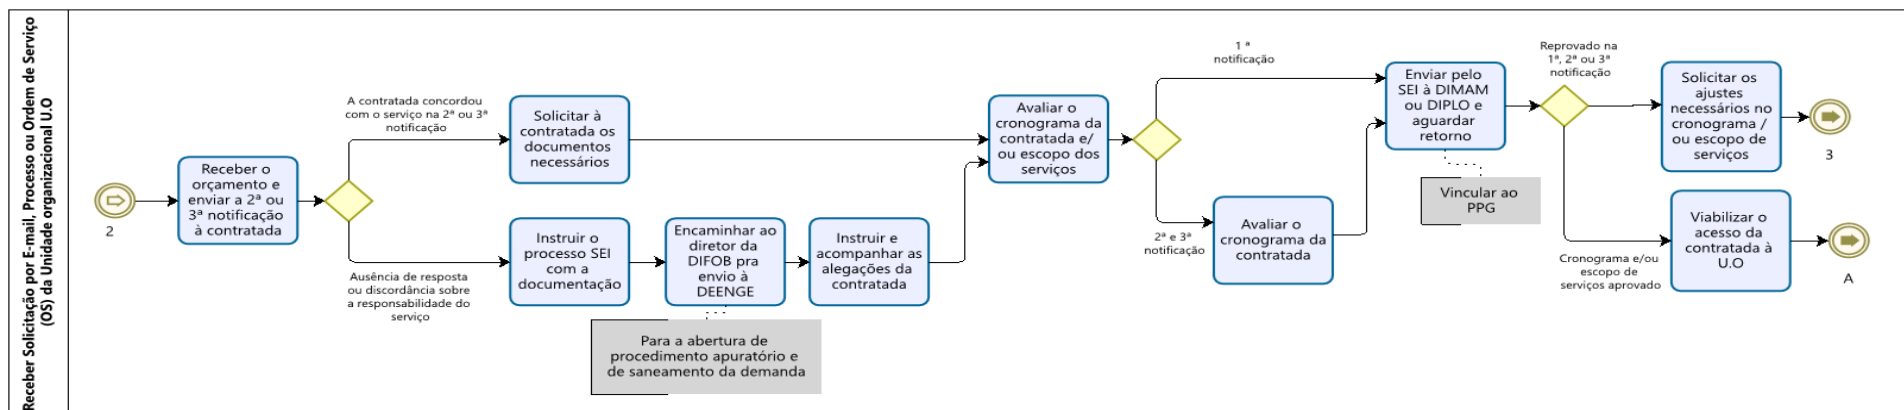 Receber Solicitação por E-mail, Processo ou Ordem de Serviço
(OS) da Unidade organizacional U.O
2
Receber o
orçamento e
enviar a 2ª ou
3ª notificação
à contratada
A contratada concordou
com o serviço na 2ª ou 3ª
notificação
Solicitar à
contratada os
documentos
necessários
Ausência de resposta
ou discordância sobre
a responsabilidade do
serviço
Instruir o
processo SEI
com a
documentação
Encaminhar ao
diretor da
DIFOB pra
envio à
DEENGE
Para a abertura de
procedimento apuratório e
de saneamento da demanda
Instruir e
acompanhar as
alegações da
contratada
Avaliar o
cronograma da
contratada e/
ou escopo dos
serviços
1 ª
notificação
2ª e 3ª
notificação
Avaliar o
cronograma da
contratada
Enviar pelo
SEI à DIMAM
ou DIPLO e
aguardar
retorno
Vincular ao
PPG
Reprovado na
1ª, 2ª ou 3ª
notificação
Solicitar os
ajustes
necessários no
cronograma /
ou escopo de
serviços
3
Cronograma e/ou
escopo de
serviços aprovado
Viabilizar o
acesso da
contratada à
U.O
A